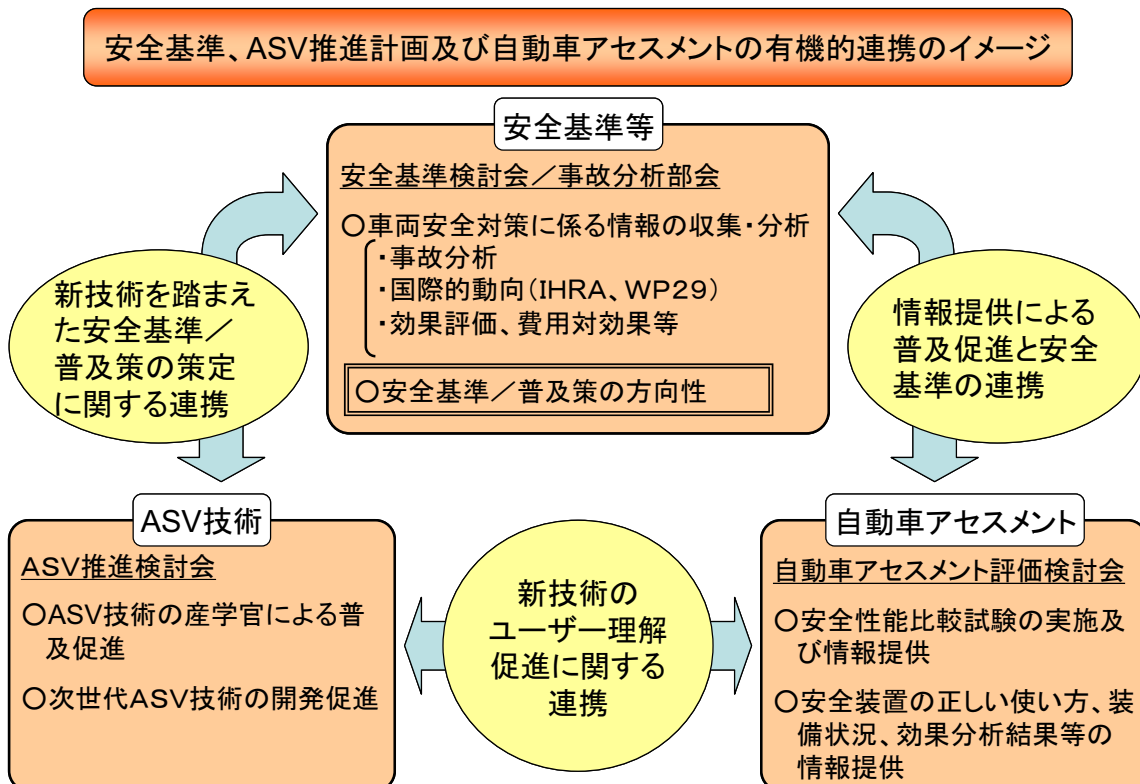 安全基準、ASV推進計画及び自動車アセスメントの有機的連携のイメージ
安全基準等
安全基準検討会／事故分析部会
○車両安全対策に係る情報の収集・分析
・事故分析
・国際的動向（IHRA、WP29）
・効果評価、費用対効果等
○安全基準／普及策の方向性
新技術を踏まえ
た安全基準／
普及策の策定
に関する連携
情報提供による
普及促進と安全
基準の連携
ASV技術
ASV推進検討会
○ASV技術の産学官による普
及促進
○次世代ASV技術の開発促進
新技術の
ユーザー理解
促進に関する
連携
自動車アセスメント
自動車アセスメント評価検討会
○安全性能比較試験の実施及
び情報提供
○安全装置の正しい使い方、装
備状況、効果分析結果等の
情報提供